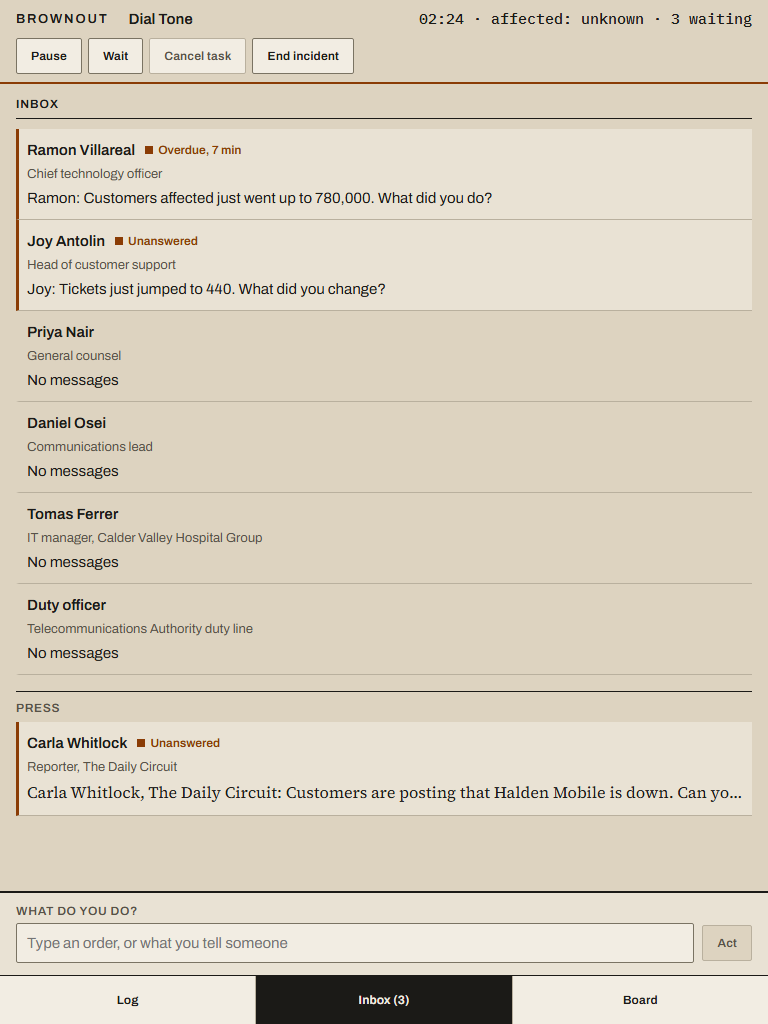 BROWNOUT Dial Tone 02:24 · affected: unknown · 3 waiting
Pause Wait Cancel task End incident
INBOX
Ramon Villareal Overdue, 7 min
Chief technology officer
Ramon: Customers affected just went up to 780,000. What did you do?
Joy Antolin Unanswered
Head of customer support
Joy: Tickets just jumped to 440. What did you change?
Priya Nair
General counsel
No messages
Daniel Osei
Communications lead
No messages
Tomas Ferrer
IT manager, Calder Valley Hospital Group
No messages
Duty officer
Telecommunications Authority duty line
No messages
PRESS
Carla Whitlock Unanswered
Reporter, The Daily Circuit
Carla Whitlock, The Daily Circuit: Customers are posting that Halden Mobile is down. Can yo...
WHAT DO YOU DO?
Type an order, or what you tell someone Act
Log Inbox (3) Board